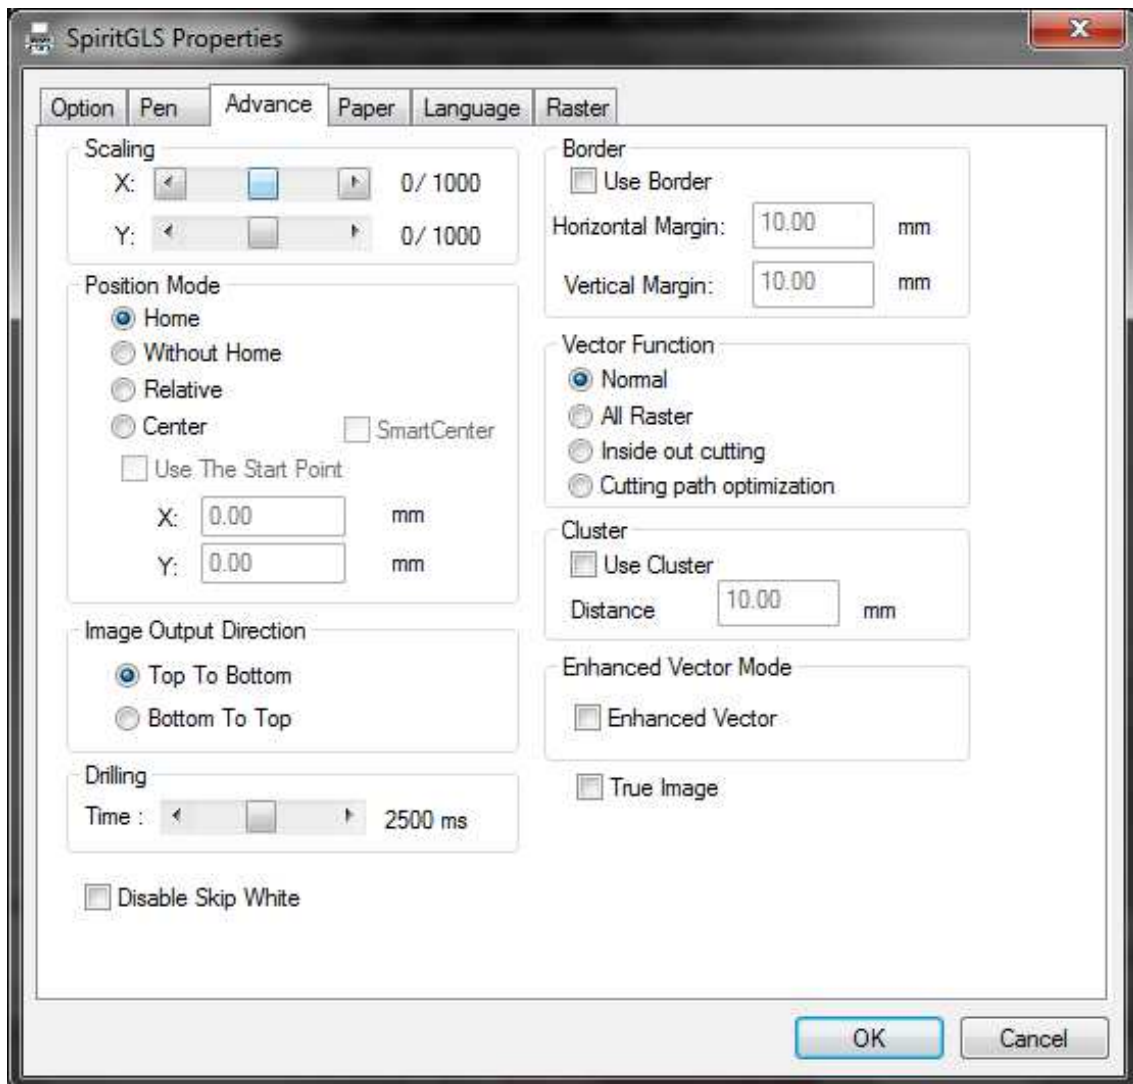 SpiritGLS Properties
Option Pen Advance Paper Language Raster
Scaling
X: 0/ 1000
Y: 0/ 1000
Position Mode
Home
Without Home
Relative
Center SmartCenter
Use The Start Point
X: 0.00 mm
Y: 0.00 mm
Image Output Direction
Top To Bottom
Bottom To Top
Drilling
Time : 2500 ms
Disable Skip White
Border
Use Border
Horizontal Margin: 10.00 mm
Vertical Margin: 10.00 mm
Vector Function
Normal
All Raster
Inside out cutting
Cutting path optimization
Cluster
Use Cluster
Distance 10.00 mm
Enhanced Vector Mode
Enhanced Vector
True Image
OK Cancel